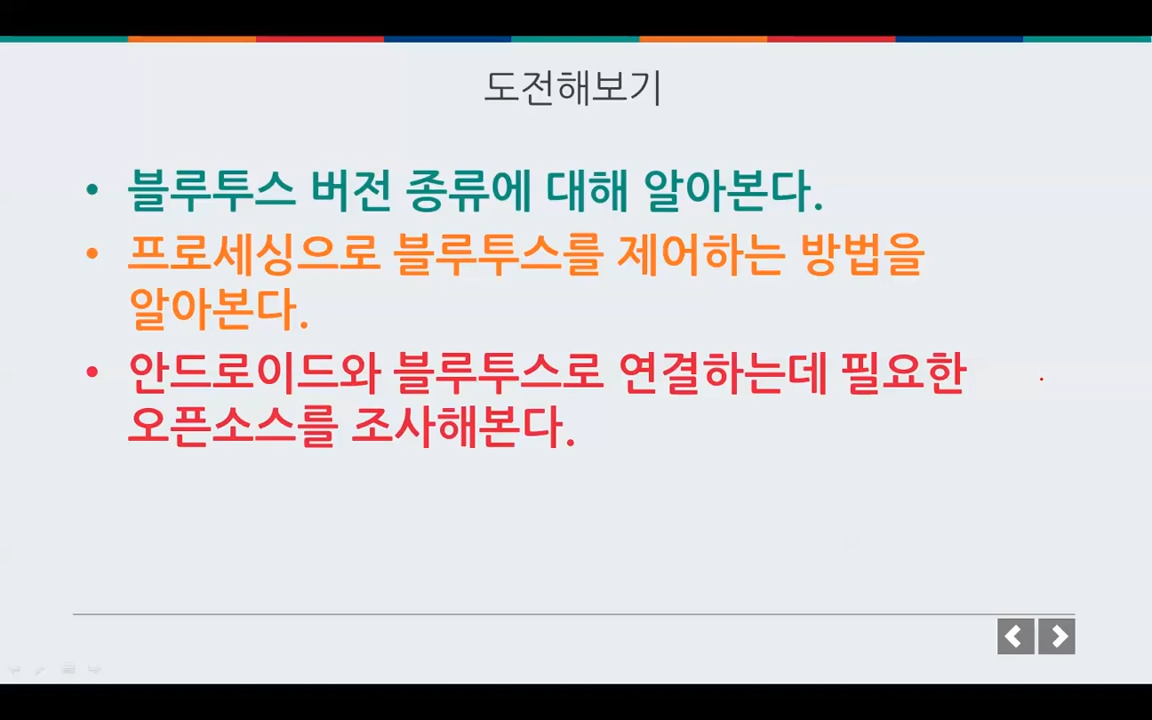 도전해보기
• 블루투스 버전 종류에 대해 알아본다.
• 프로세싱으로 블루투스를 제어하는 방법을
알아본다.
• 안드로이드와 블루투스로 연결하는데 필요한
오픈소스를 조사해본다.